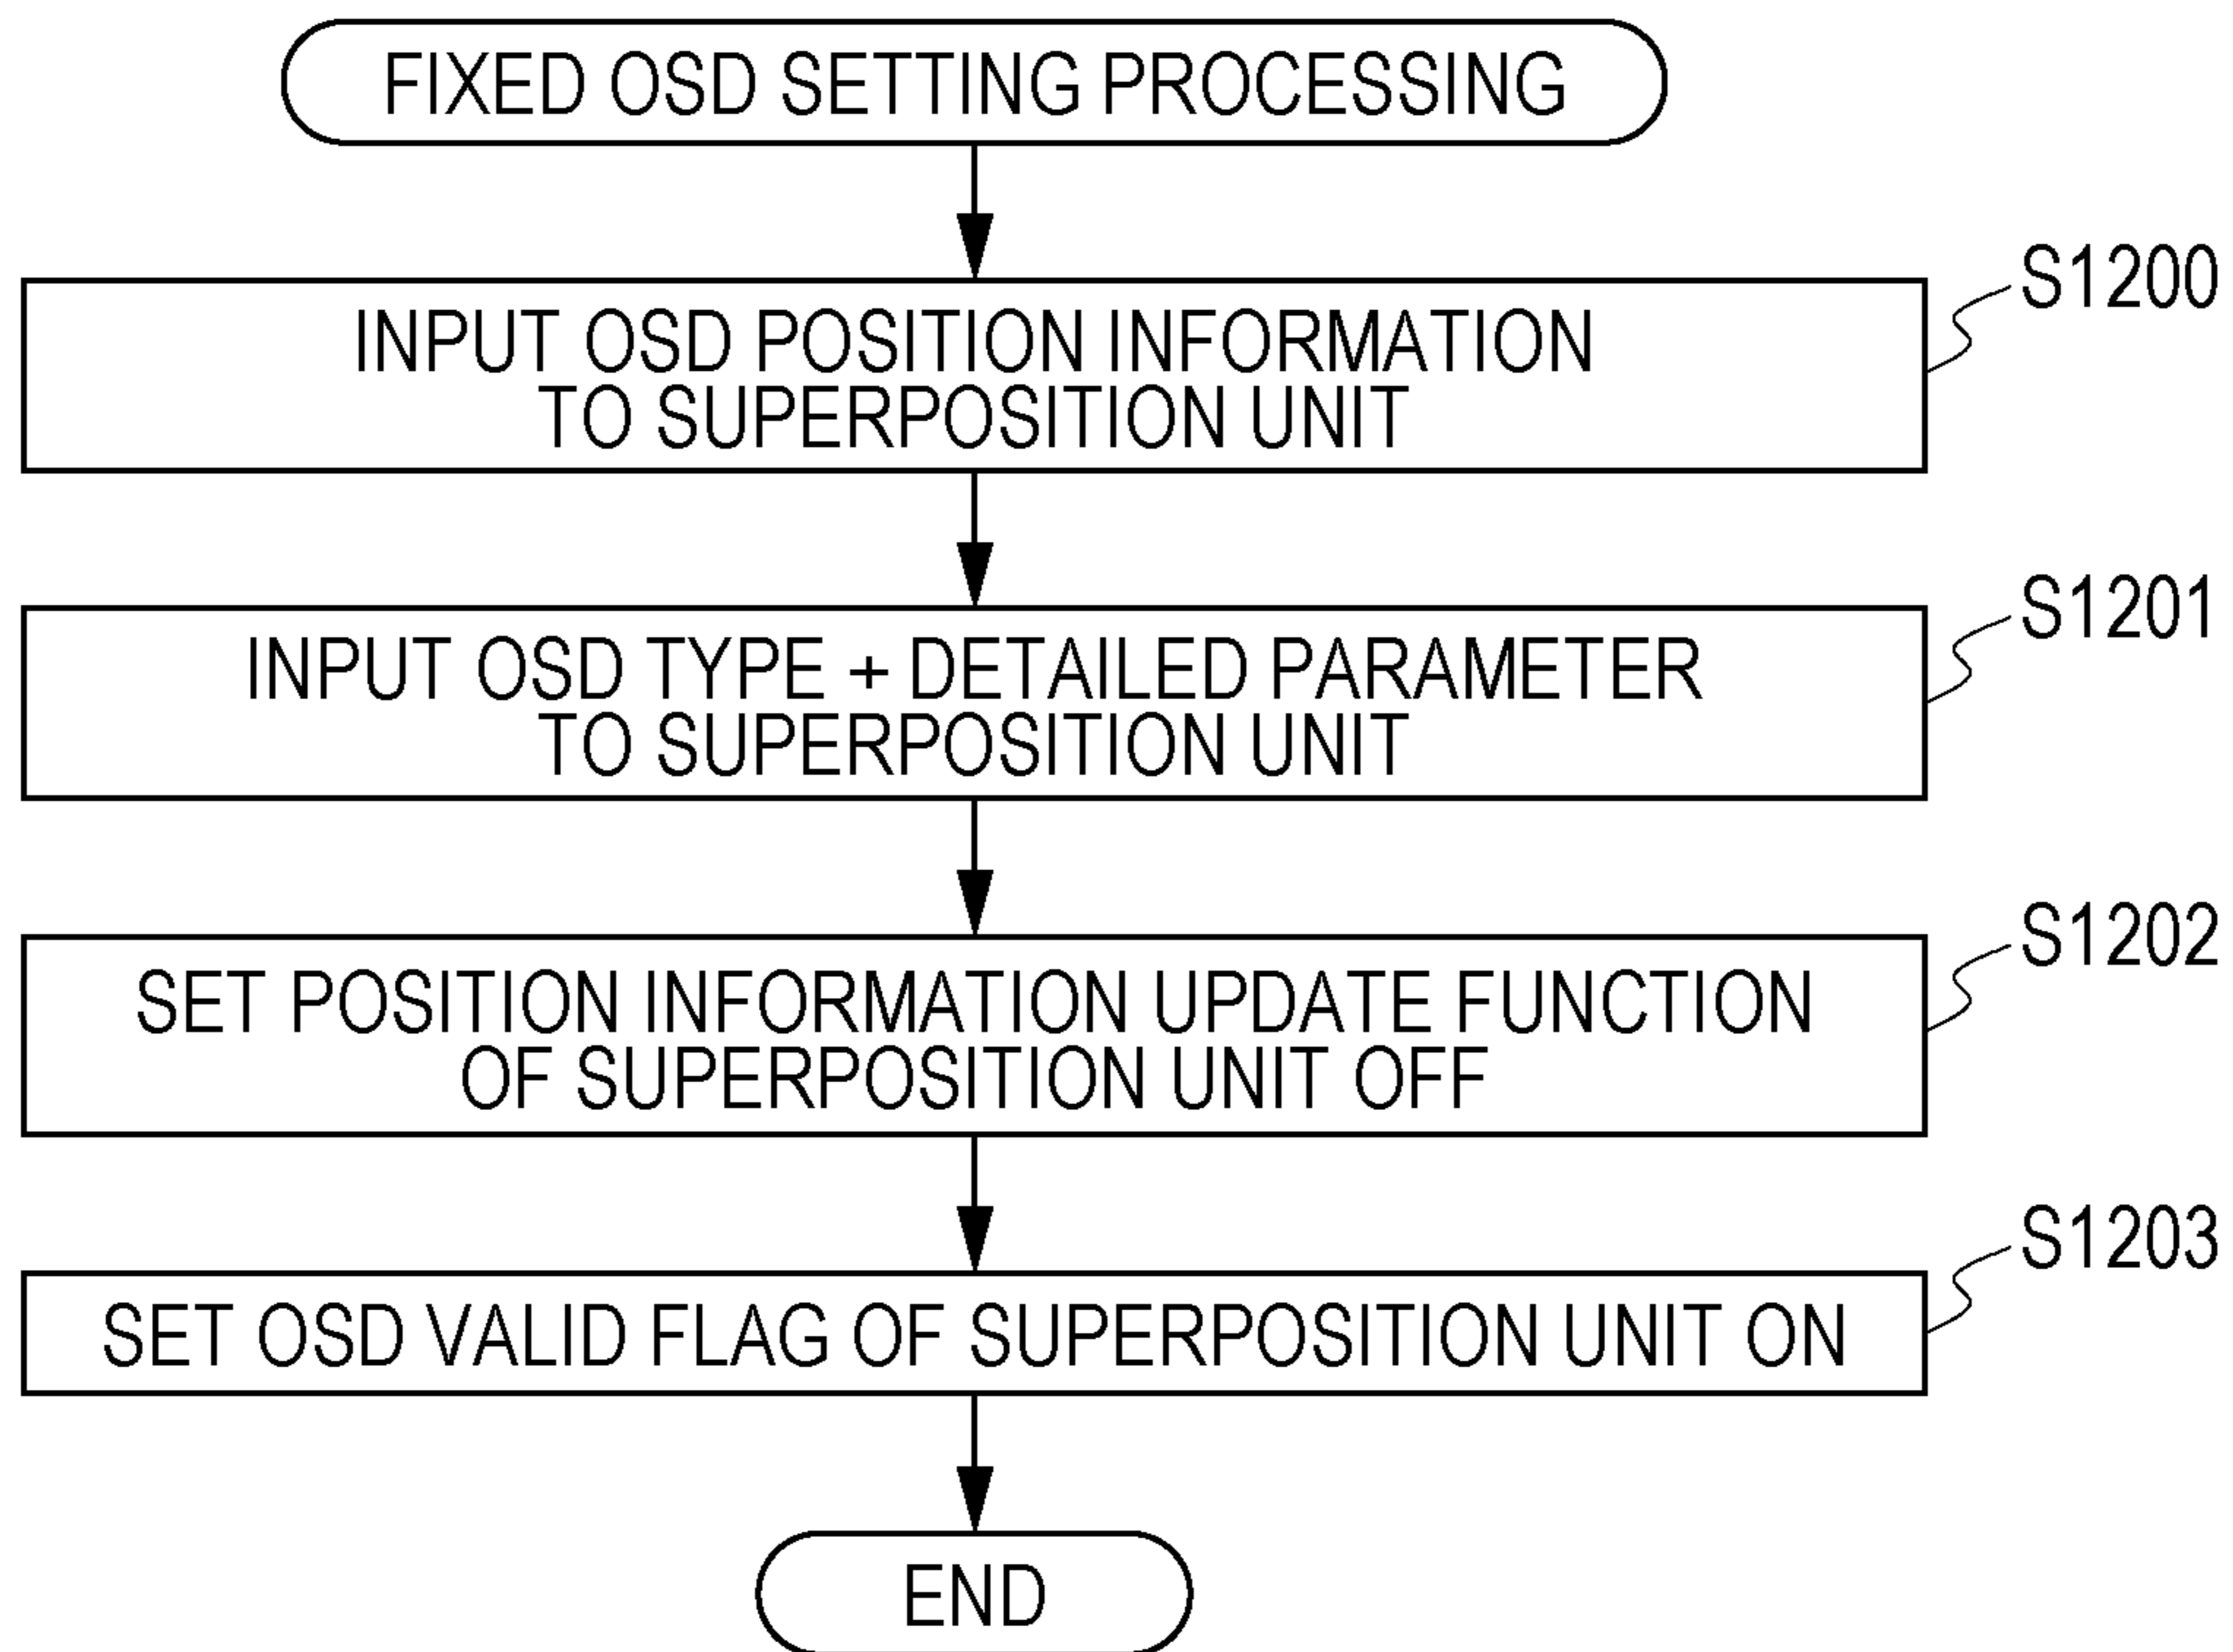 FIXED OSD SETTING PROCESSING
S1200
INPUT OSD POSITION INFORMATION
TO SUPERPOSITION UNIT
S1201
INPUT OSD TYPE + DETAILED PARAMETER
TO SUPERPOSITION UNIT
S1202
SET POSITION INFORMATION UPDATE FUNCTION
OF SUPERPOSITION UNIT OFF
S1203
SET OSD VALID FLAG OF SUPERPOSITION UNIT ON
END